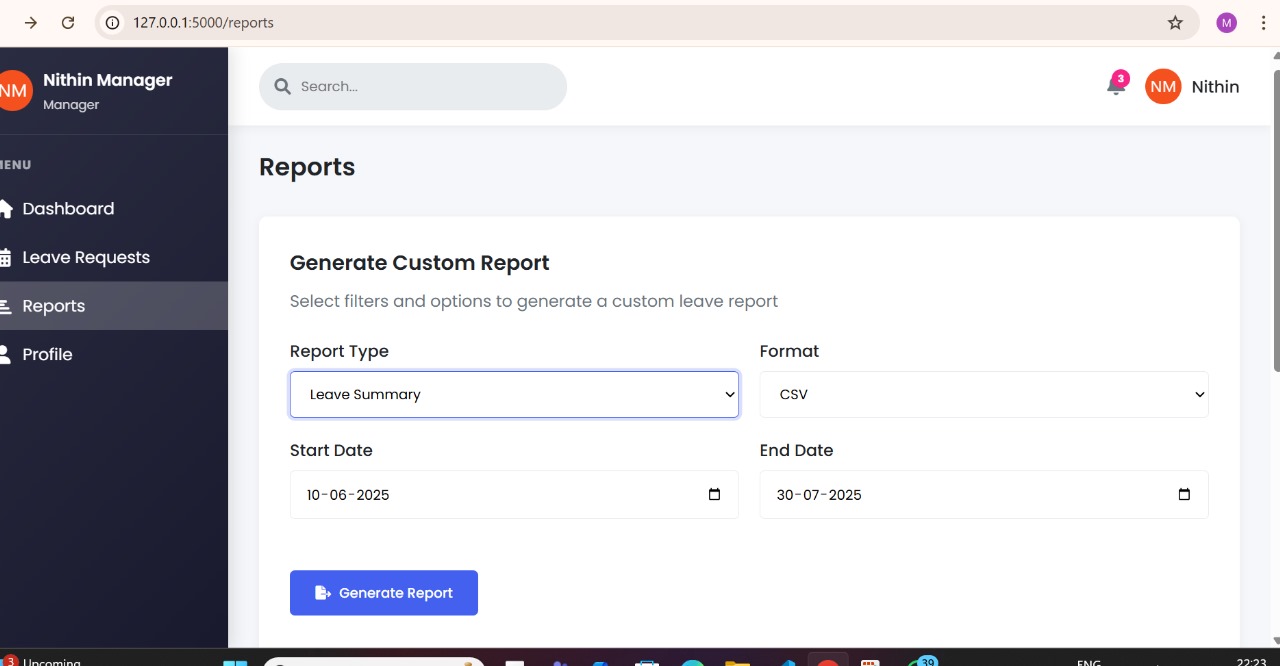 127.0.0.1:5000/reports
M
NM
Nithin Manager
Manager
Search...
3
NM
Nithin
MENU
Dashboard
Leave Requests
Reports
Profile
Reports
Generate Custom Report
Select filters and options to generate a custom leave report
Report Type
Format
Leave Summary
CSV
Start Date
End Date
10-06-2025
30-07-2025
Generate Report
3
Upcoming
39
ENG
22:23